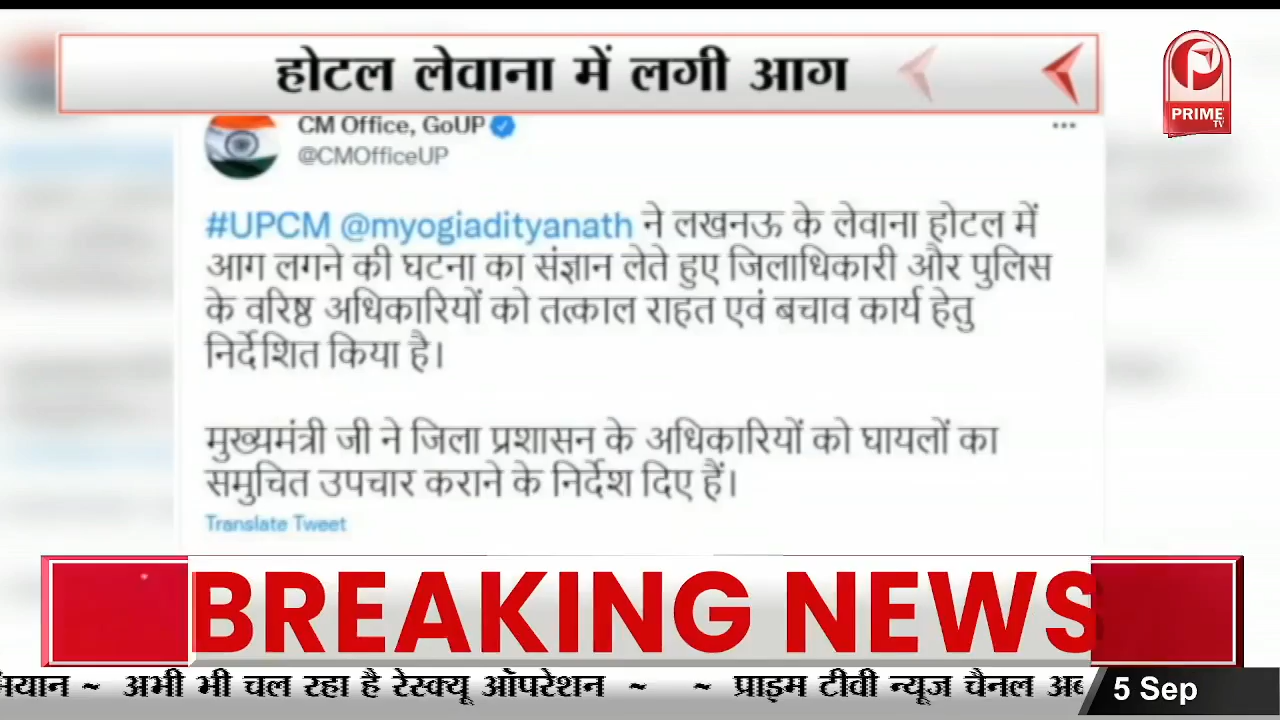 होटल लेवाना में लगी आग
PRIME
TV
CM Office, GoUP
@CMOfficeUP
#UPCM @myogiadityanath ने लखनऊ के लेवाना होटल में
आग लगने की घटना का संज्ञान लेते हुए जिलाधिकारी और पुलिस
के वरिष्ठ अधिकारियों को तत्काल राहत एवं बचाव कार्य हेतु
निर्देशित किया है।
मुख्यमंत्री जी ने जिला प्रशासन के अधिकारियों को घायलों का
समुचित उपचार कराने के निर्देश दिए हैं।
Translate Tweet
BREAKING NEWS
~ अभी भी चल रहा है रेस्क्यू ऑपरेशन ~ ~ प्राइम टीवी न्यूज चैनल
5 Sep